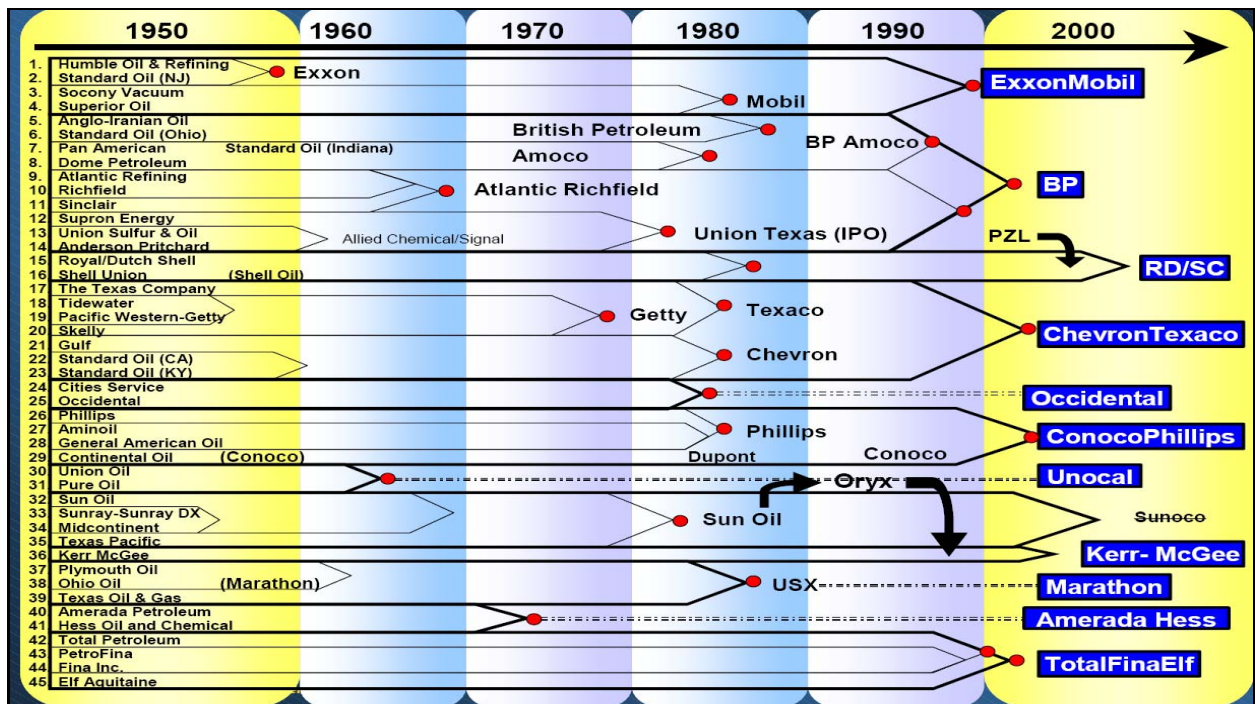 1950 1960 1970 1980 1990 2000
1. Humble Oil & Refining
2. Standard Oil (NJ)
Exxon
3. Socony Vacuum
4. Superior Oil
Mobil
ExxonMobil
5. Anglo-Iranian Oil
6. Standard Oil (Ohio)
British Petroleum
7. Pan American Standard Oil (Indiana)
8. Dome Petroleum
Amoco
BP Amoco
9. Atlantic Refining
10 Richfield
11 Sinclair
Atlantic Richfield
BP
12 Supron Energy
13 Union Sulfur & Oil
14 Anderson Pritchard
Allied Chemical/Signal
Union Texas (IPO)
PZL
15 Royal/Dutch Shell
16 Shell Union (Shell Oil)
RD/SC
17 The Texas Company
18 Tidewater
19 Pacific Western-Getty
20 Skelly
Getty
Texaco
21 Gulf
22 Standard Oil (CA)
23 Standard Oil (KY)
Chevron
ChevronTexaco
24 Cities Service
25 Occidental
Occidental
26 Phillips
27 Aminoil
28 General American Oil
29 Continental Oil (Conoco)
Phillips
Dupont
Conoco
ConocoPhillips
30 Union Oil
31 Pure Oil
Oryx
Unocal
32 Sun Oil
33 Sunray-Sunray DX
34 Midcontinent
35 Texas Pacific
Sun Oil
Sunoco
36 Kerr McGee
Kerr- McGee
37 Plymouth Oil
38 Ohio Oil (Marathon)
39 Texas Oil & Gas
USX
Marathon
40 Amerada Petroleum
41 Hess Oil and Chemical
Amerada Hess
42 Total Petroleum
43 PetroFina
44 Fina Inc.
45 Elf Aquitaine
TotalFinaElf